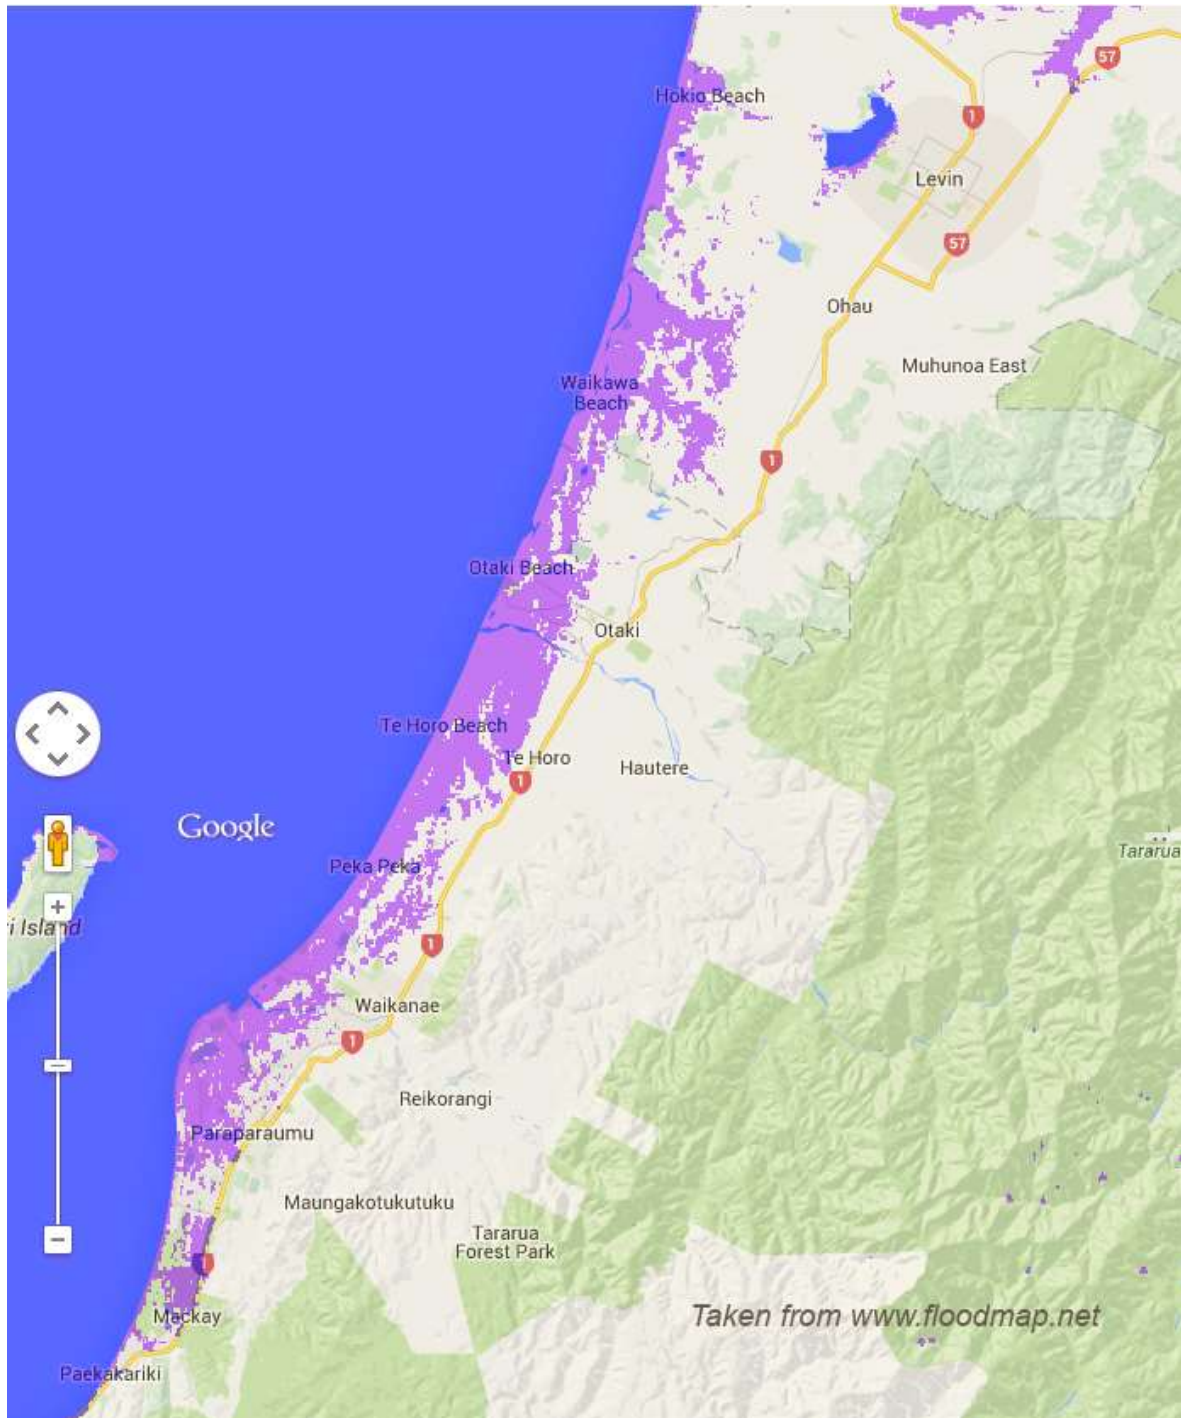 57
Hokio Beach
1
Levin
57
Ohau
Muhunoa East
Waikawa
Beach
1
Otaki Beach
Otaki
Te Horo Beach
Te Horo
Hautere
1
Google
Tararua
Peka Peka
i Island
1
Waikanae
1
Reikorangi
Paraparaumu
Maungakotukutuku
Tararua
Forest Park
1
Mackay
Taken from www.floodmap.net
Paekakariki